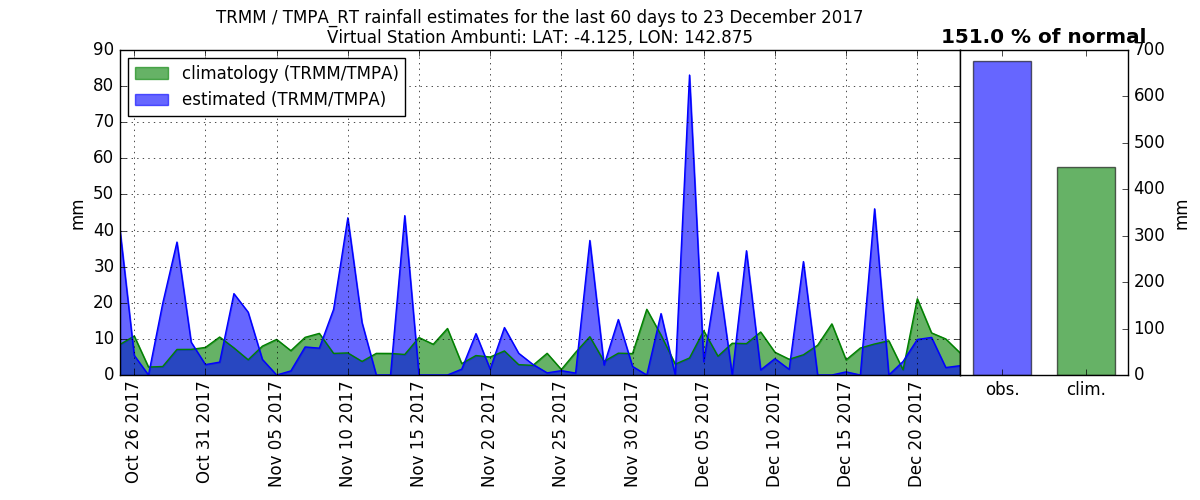 TRMM / TMPA_RT rainfall estimates for the last 60 days to 23 December 2017
Virtual Station Ambunti: LAT: -4.125, LON: 142.875
151.0 % of normal
climatology (TRMM/TMPA)
estimated (TRMM/TMPA)
mm
90
80
70
60
50
40
30
20
10
0
Oct 26 2017
Oct 31 2017
Nov 05 2017
Nov 10 2017
Nov 15 2017
Nov 20 2017
Nov 25 2017
Nov 30 2017
Dec 05 2017
Dec 10 2017
Dec 15 2017
Dec 20 2017
obs.
clim.
700
600
500
400
300
200
100
0
mm